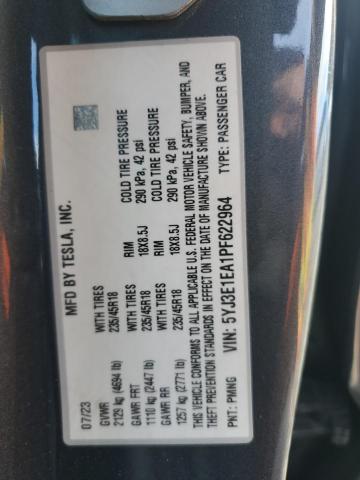 MFD BY TESLA, INC.
07/23
GVWR
2129 kg (4694 lb)
GAWR FRT WITH TIRES RIM COLD TIRE PRESSURE
1110 kg (2447 lb) 235/45R18 18X8.5J 290 kPa, 42 psi
GAWR RR WITH TIRES RIM COLD TIRE PRESSURE
1257 kg (2771 lb) 235/45R18 18X8.5J 290 kPa, 42 psi
THIS VEHICLE CONFORMS TO ALL APPLICABLE U.S. FEDERAL MOTOR VEHICLE SAFETY, BUMPER, AND
THEFT PREVENTION STANDARDS IN EFFECT ON THE DATE OF MANUFACTURE SHOWN ABOVE.
PNT: PMNG VIN: 5YJ3E1EA1PF622964 TYPE: PASSENGER CAR